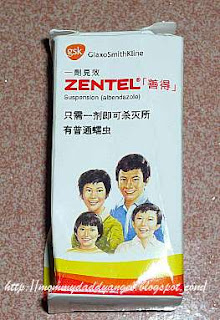 gsk GlaxoSmithKline
一剂见效
ZENTEL®「善得」
Suspension (albendazole)
只需一剂即可杀灭所
有普通蠕虫
http://mommydaddyangel.blogspot.com/